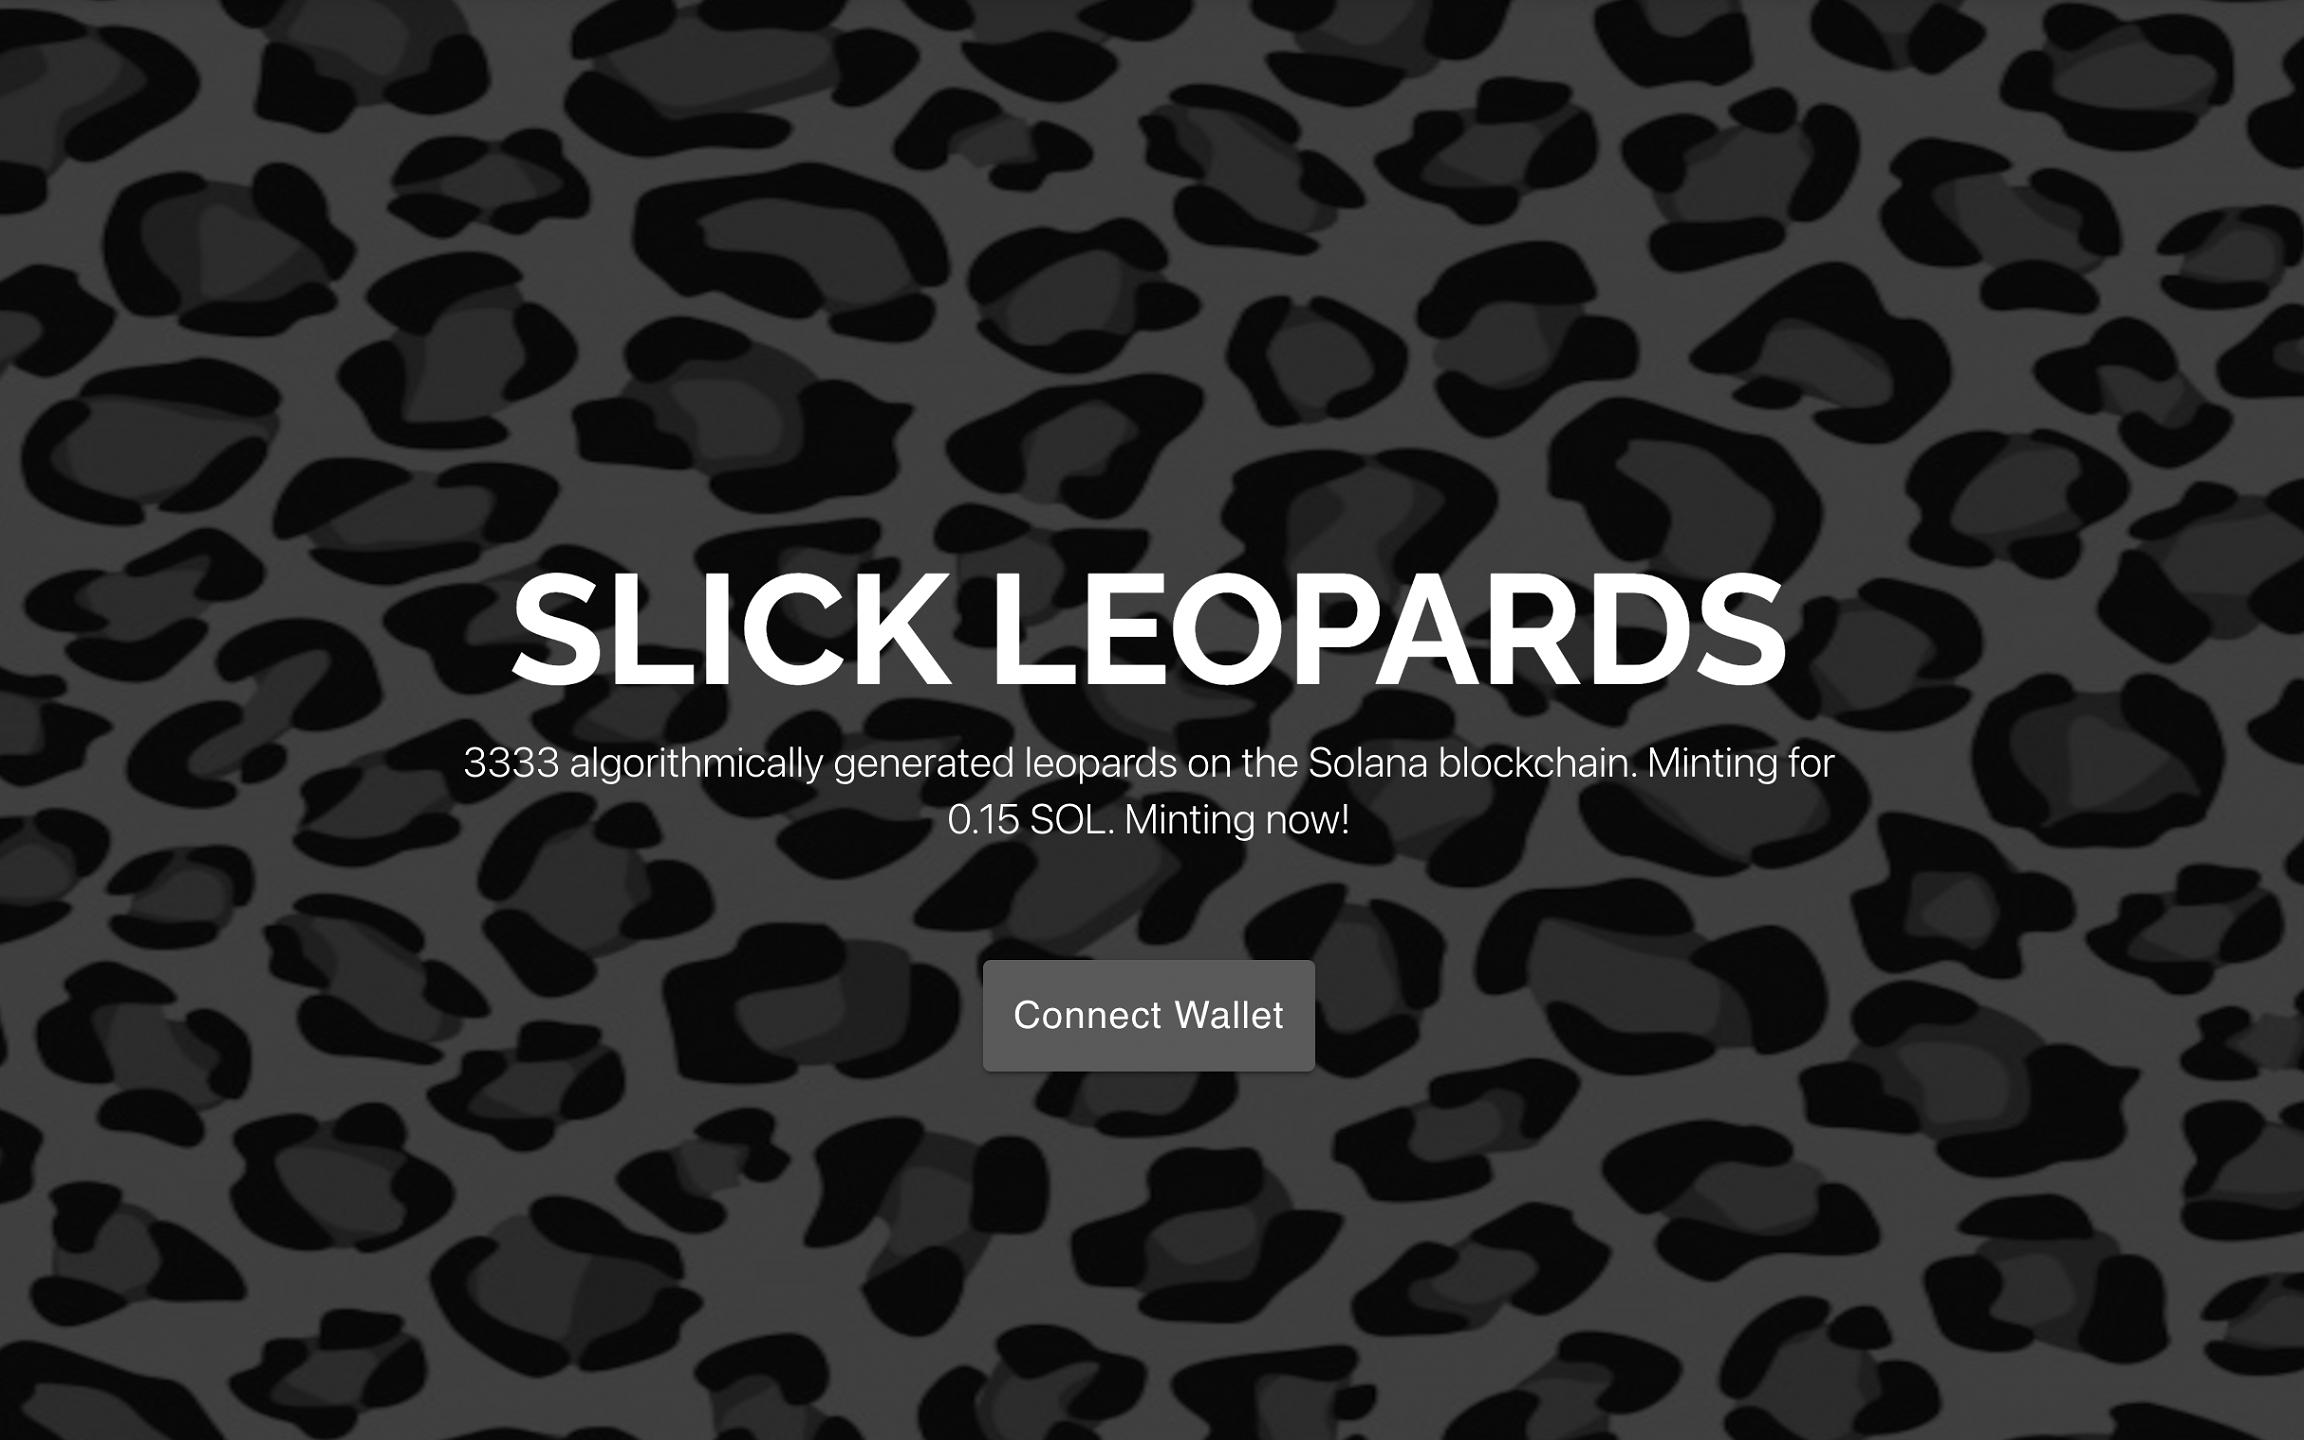 SLICK LEOPARDS
3333 algorithmically generated leopards on the Solana blockchain. Minting for
0.15 SOL. Minting now!
Connect Wallet